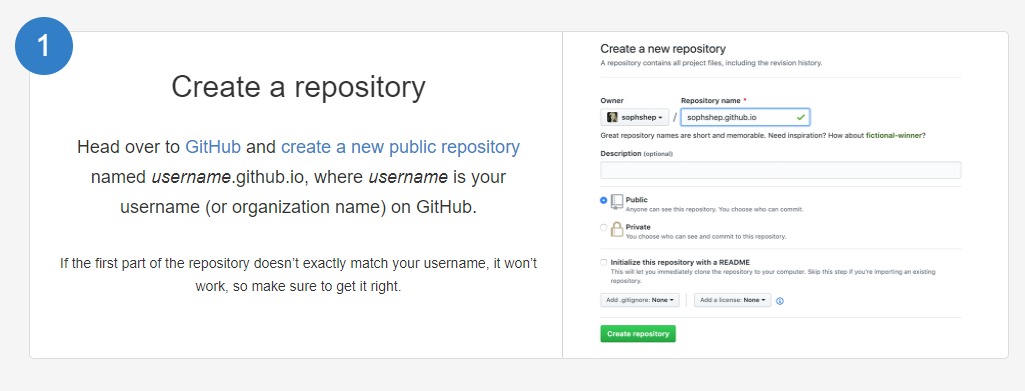 1
Create a repository
Head over to GitHub and create a new public repository
named username.github.io, where username is your
username (or organization name) on GitHub.
If the first part of the repository doesn’t exactly match your username, it won’t
work, so make sure to get it right.
Create a new repository
A repository contains all project files, including the revision history.
Owner Repository name *
sophshep / sophshep.github.io
Great repository names are short and memorable. Need inspiration? How about fictional-winner?
Description (optional)
Public
Anyone can see this repository. You choose who can commit.
Private
You choose who can see and commit to this repository.
Initialize this repository with a README
This will let you immediately clone the repository to your computer. Skip this step if you're importing an existing
repository.
Add .gitignore: None Add a license: None
Create repository